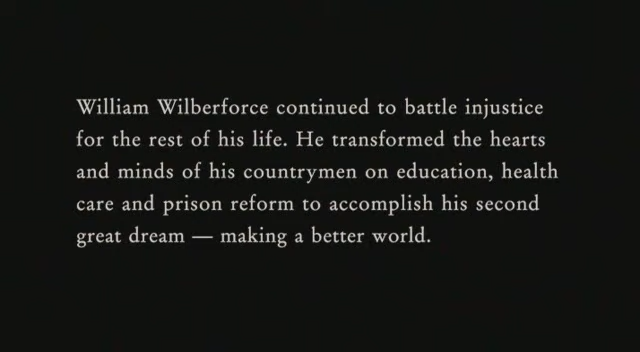 William Wilberforce continued to battle injustice
for the rest of his life. He transformed the hearts
and minds of his countrymen on education, health
care and prison reform to accomplish his second
great dream — making a better world.